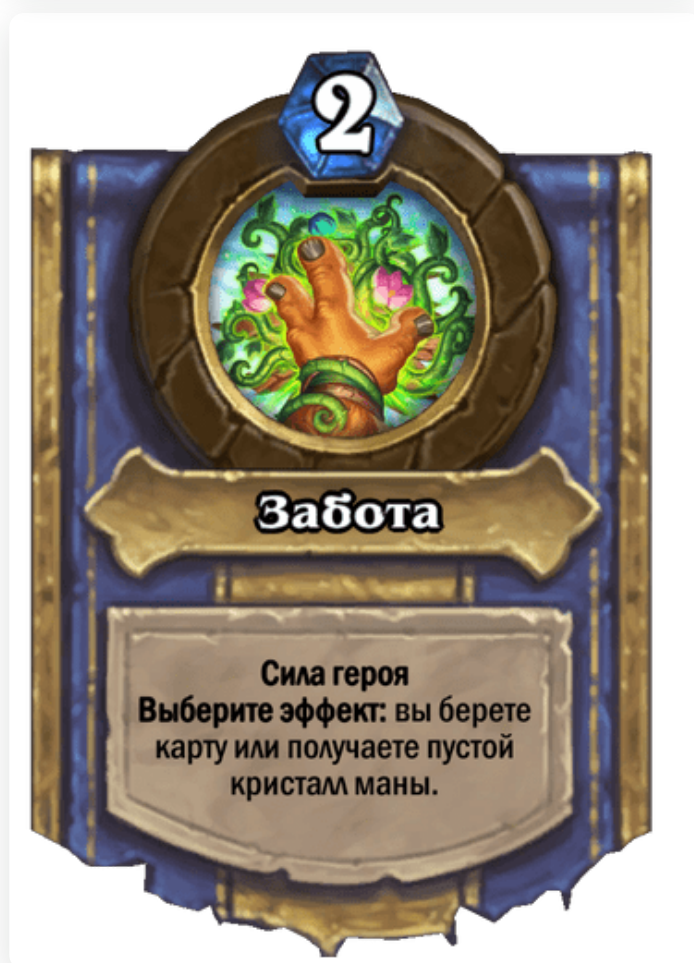 2
Забота
Сила героя
Выберите эффект: вы берете
карту или получаете пустой
кристалл маны.